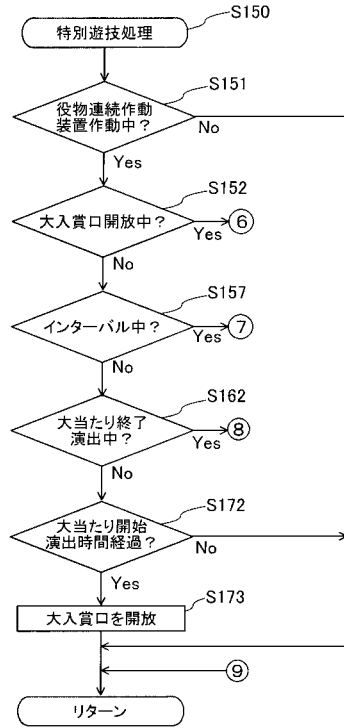 特別遊技処理
S150
役物連続作動
装置作動中？
S151
No
Yes
大入賞口開放中？
S152
Yes
⑥
No
インターバル中？
S157
Yes
⑦
No
大当たり終了
演出中？
S162
Yes
⑧
No
大当たり開始
演出時間経過？
S172
No
Yes
大入賞口を開放
S173
⑨
リターン